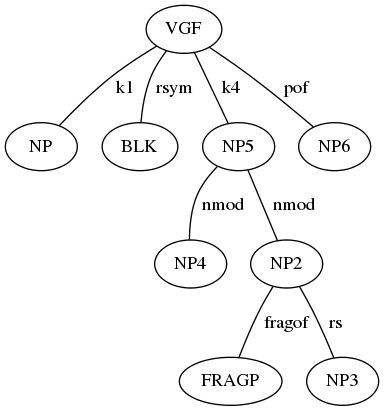 VGF
k1 rsym k4 pof
NP BLK NP5 NP6
nmod nmod
NP4 NP2
fragof rs
FRAGP NP3